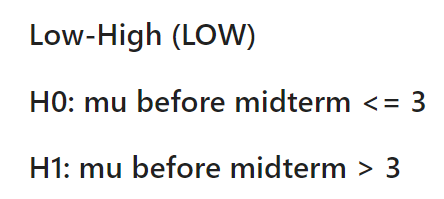 Low-High (LOW)
H0: mu before midterm <= 3
H1: mu before midterm > 3